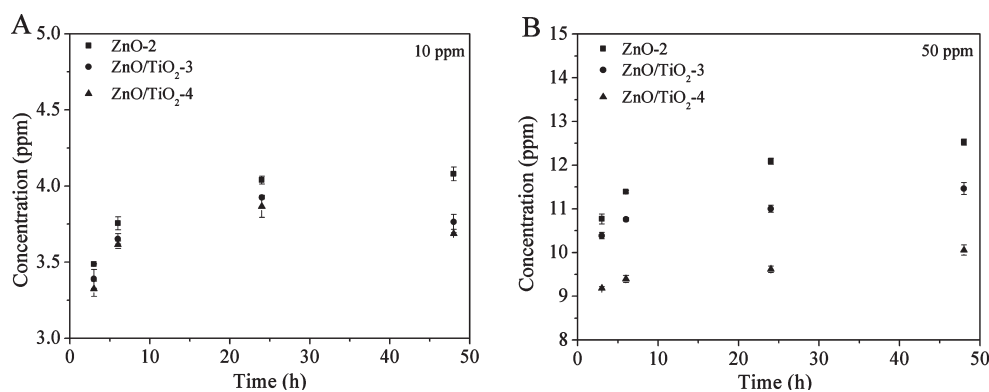 A
5.0
10 ppm
ZnO-2
ZnO/TiO₂-3
ZnO/TiO₂-4
4.5
4.0
3.5
3.0
Concentration (ppm)
0 10 20 30 40 50
Time (h)
B
15
50 ppm
ZnO-2
ZnO/TiO₂-3
ZnO/TiO₂-4
14
13
12
11
10
9
8
Concentration (ppm)
0 10 20 30 40 50
Time (h)